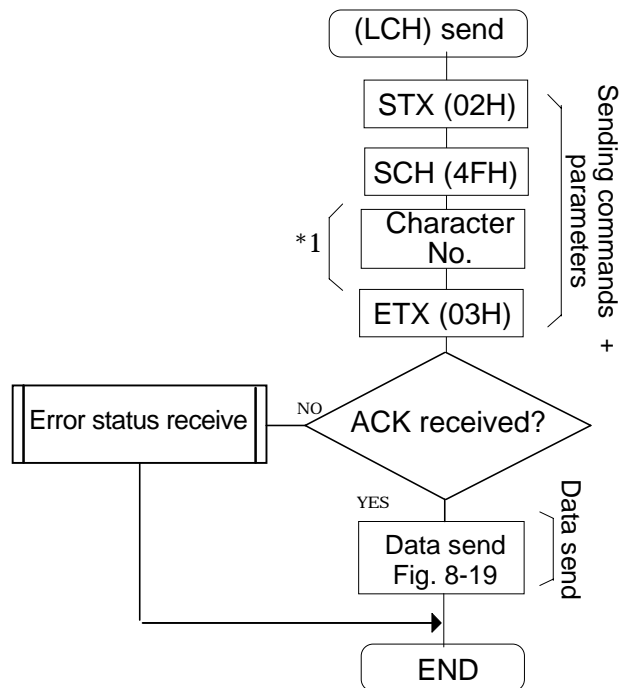 (LCH) send
STX (02H)
SCH (4FH)
*1
Character
No.
ETX (03H)
Sending commands +
parameters
ACK received?
NO
Error status receive
YES
Data send
Fig. 8-19
Data send
END